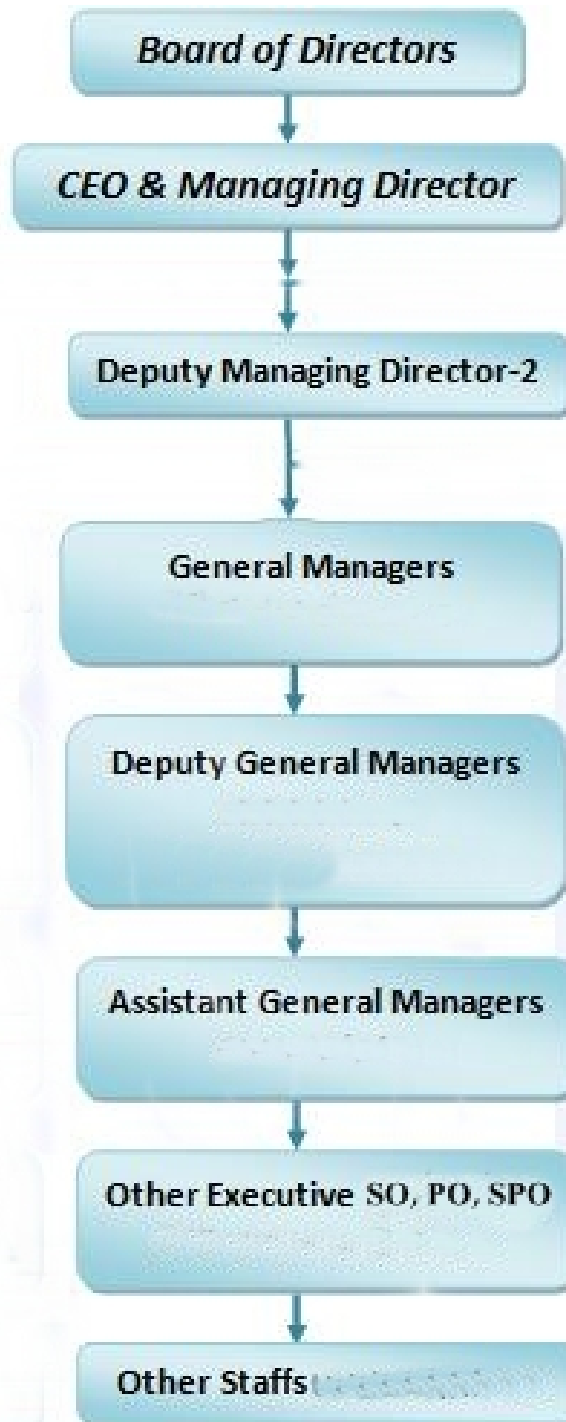 Board of Directors
CEO & Managing Director
Deputy Managing Director-2
General Managers
Deputy General Managers
Assistant General Managers
Other Executive SO, PO, SPO
Other Staffs